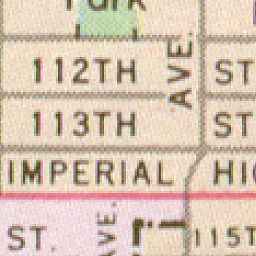 Park
112TH ST
AVE.
113TH ST
IMPERIAL HI
ST.
AVE.
115T